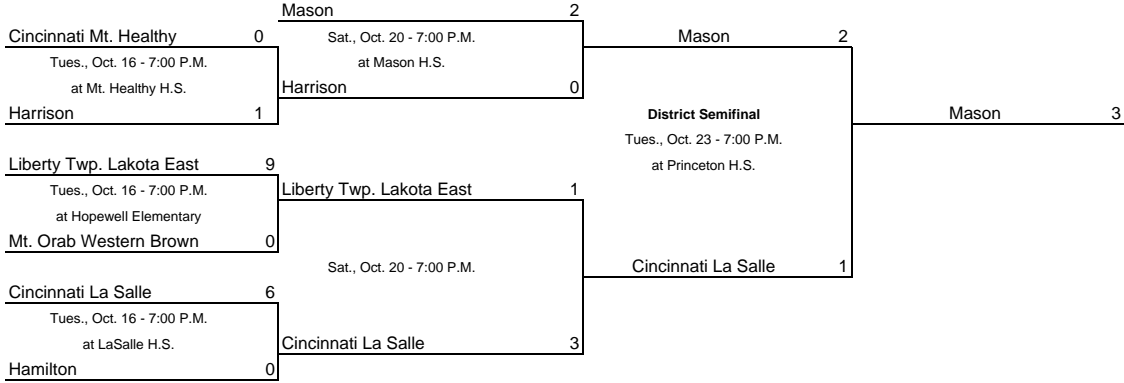 Mason 2
Cincinnati Mt. Healthy 0
Sat., Oct. 20 - 7:00 P.M.
Mason 2
Tues., Oct. 16 - 7:00 P.M.
at Mason H.S.
at Mt. Healthy H.S.
Harrison 0
Harrison 1
District Semifinal
Mason 3
Tues., Oct. 23 - 7:00 P.M.
Liberty Twp. Lakota East 9
at Princeton H.S.
Tues., Oct. 16 - 7:00 P.M.
Liberty Twp. Lakota East 1
at Hopewell Elementary
Mt. Orab Western Brown 0
Sat., Oct. 20 - 7:00 P.M.
Cincinnati La Salle 1
Cincinnati La Salle 6
Tues., Oct. 16 - 7:00 P.M.
at LaSalle H.S.
Cincinnati La Salle 3
Hamilton 0